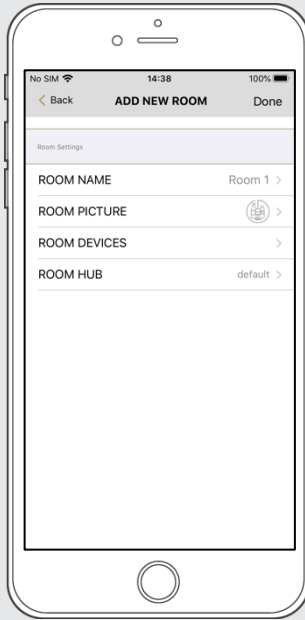 No SIM 14:38 100%
Back ADD NEW ROOM Done
Room Settings
ROOM NAME Room 1
ROOM PICTURE
ROOM DEVICES
ROOM HUB default